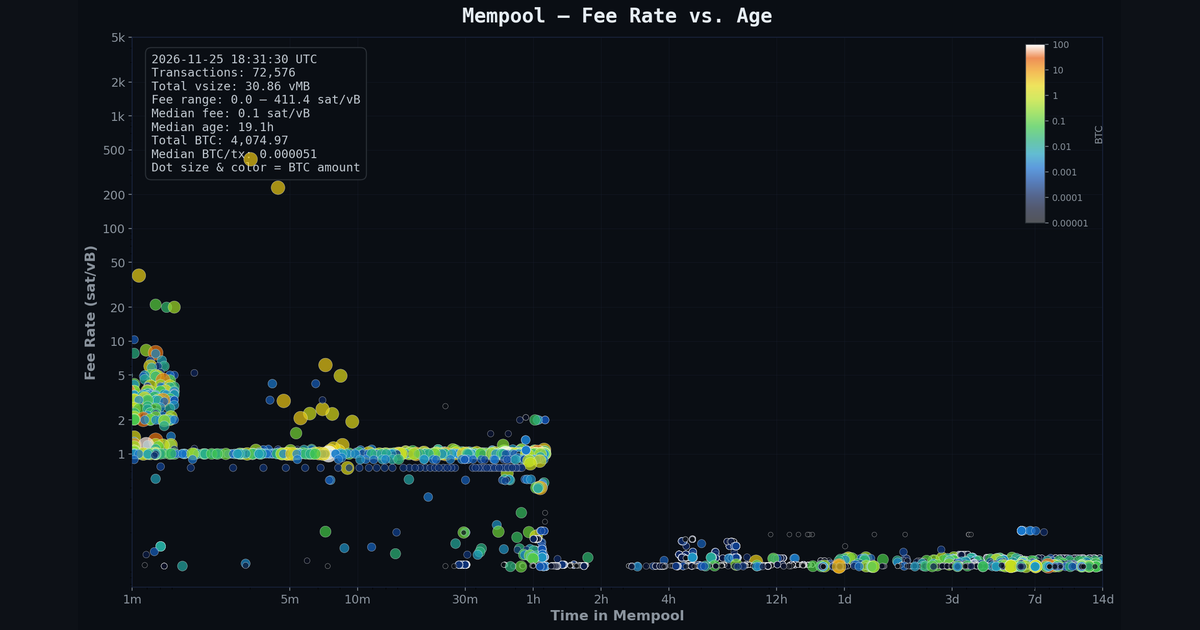 Mempool — Fee Rate vs. Age
2026-11-25 18:31:30 UTC
Transactions: 72,576
Total vsize: 30.86 vMB
Fee range: 0.0 — 411.4 sat/vB
Median fee: 0.1 sat/vB
Median age: 19.1h
Total BTC: 4,074.97
Median BTC/tx: 0.000051
Dot size & color = BTC amount
Fee Rate (sat/vB)
5k
2k
1k
500
200
100
50
20
10
5
2
1
100
10
1
0.1
0.01
0.001
0.0001
0.00001
BTC
1m
5m
10m
30m
1h
2h
4h
12h
1d
3d
7d
14d
Time in Mempool